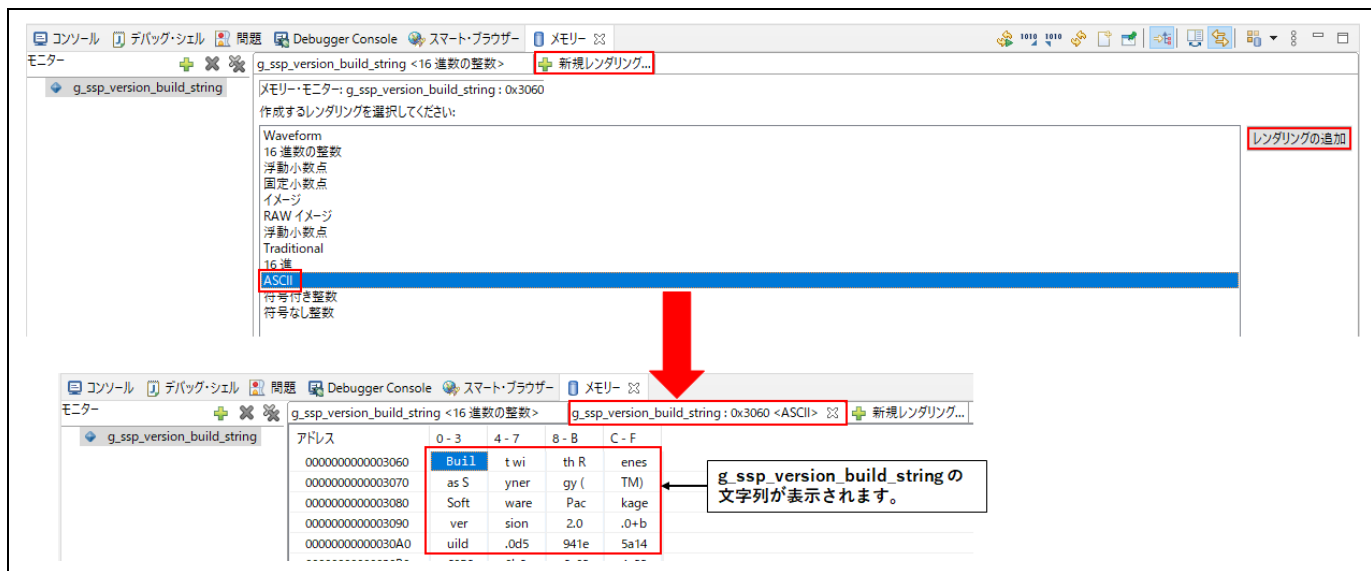 コンソール デバッグ・シェル 問題 Debugger Console スマート・ブラウザー メモリー
モニター
g_ssp_version_build_string <16 進数の整数> 新規レンダリング...
g_ssp_version_build_string
メモリー・モニター: g_ssp_version_build_string : 0x3060
作成するレンダリングを選択してください:
Waveform
レンダリングの追加
16 進数の整数
浮動小数点
固定小数点
イメージ
RAW イメージ
浮動小数点
Traditional
16 進
ASCII
符号付き整数
符号なし整数
コンソール デバッグ・シェル 問題 Debugger Console スマート・ブラウザー メモリー
モニター
g_ssp_version_build_string <16 進数の整数> g_ssp_version_build_string : 0x3060 <ASCII> 新規レンダリング...
g_ssp_version_build_string
アドレス 0 - 3 4 - 7 8 - B C - F
0000000000003060 Buil t wi th R enes
0000000000003070 as S yner gy ( TM)
0000000000003080 Soft ware Pac kage
0000000000003090 ver sion 2.0 .0+b
00000000000030A0 uild .0d5 941e 5a14
g_ssp_version_build_string の
文字列が表示されます。